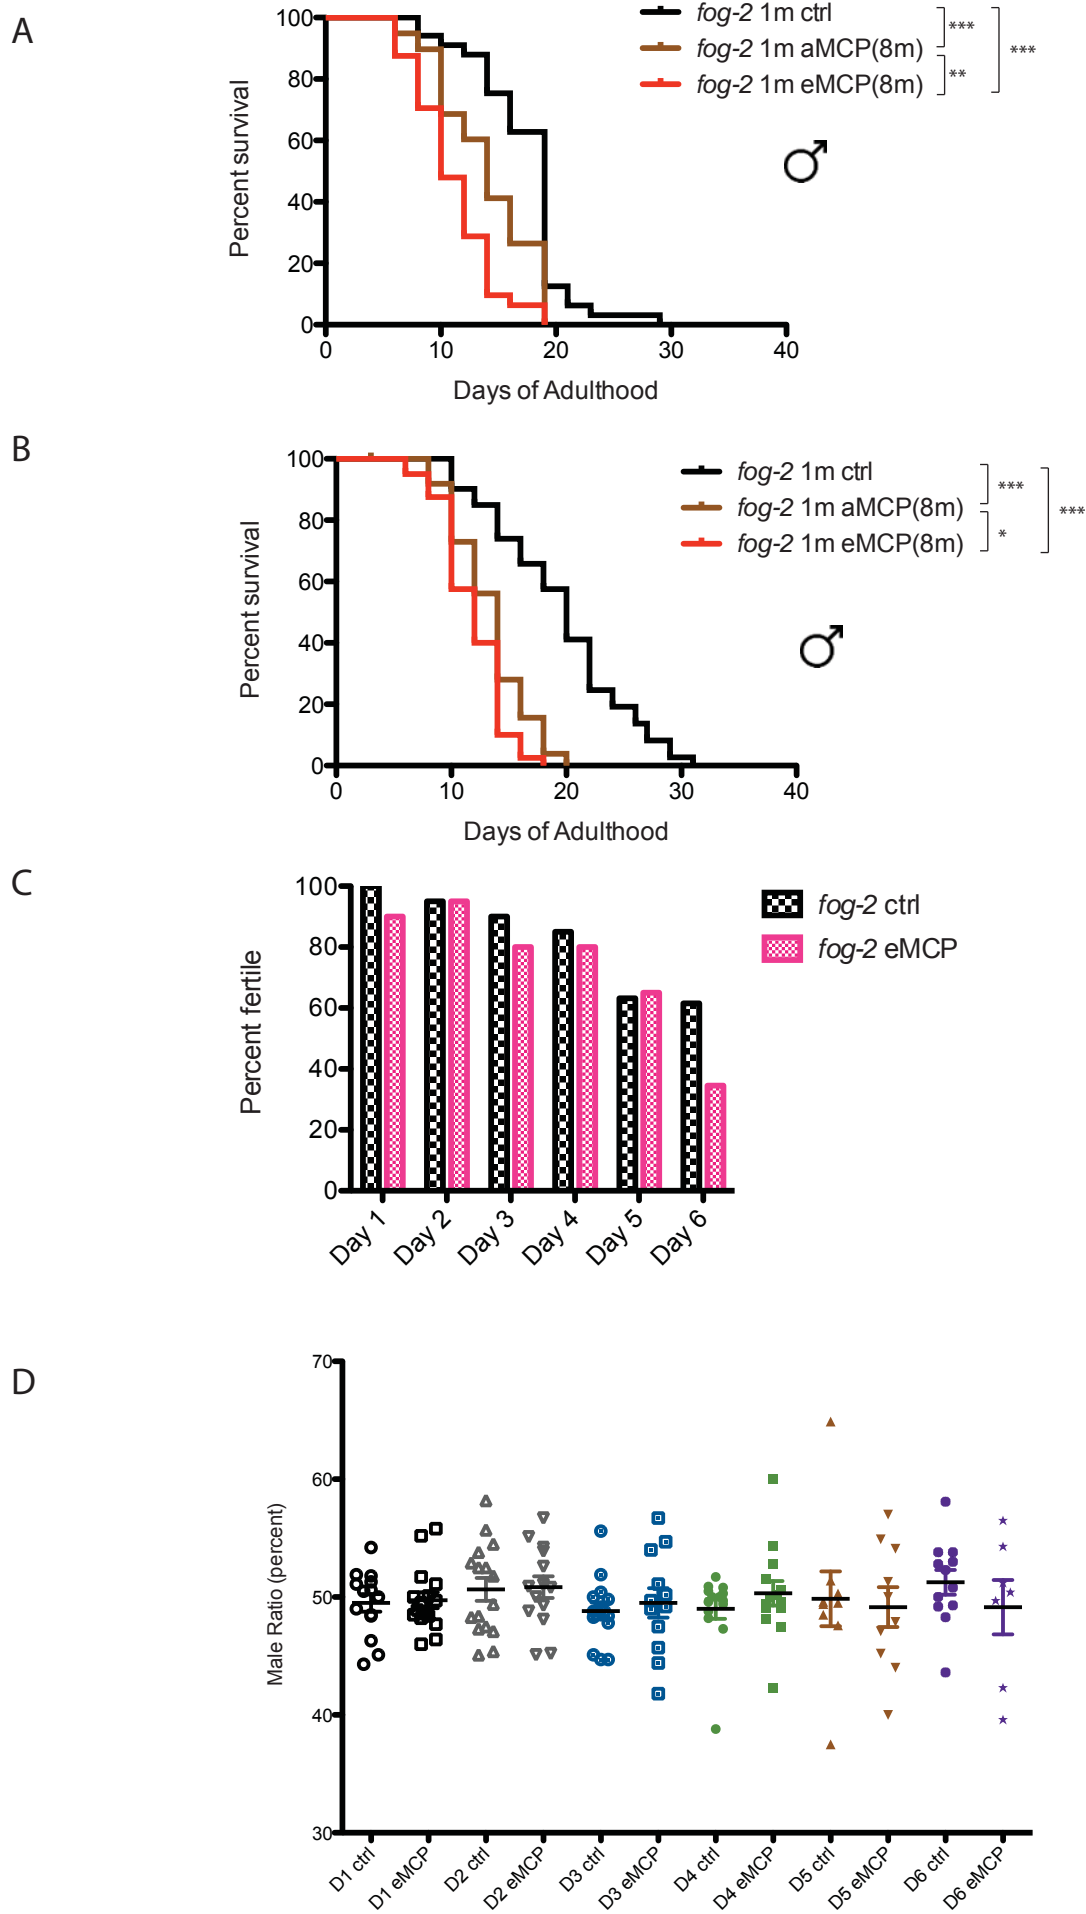 A
100
80
60
40
20
0
0 10 20 30 40
Percent survival
Days of Adulthood
fog-2 1m ctrl
fog-2 1m aMCP(8m)
fog-2 1m eMCP(8m)
***
**
***
B
100
80
60
40
20
0
0 10 20 30 40
Percent survival
Days of Adulthood
fog-2 1m ctrl
fog-2 1m aMCP(8m)
fog-2 1m eMCP(8m)
***
*
***
C
100
80
60
40
20
0
Percent fertile
Day 1 Day 2 Day 3 Day 4 Day 5 Day 6
fog-2 ctrl
fog-2 eMCP
D
70
60
50
40
30
Male Ratio (percent)
D1 ctrl D1 eMCP D2 ctrl D2 eMCP D3 ctrl D3 eMCP D4 ctrl D4 eMCP D5 ctrl D5 eMCP D6 ctrl D6 eMCP